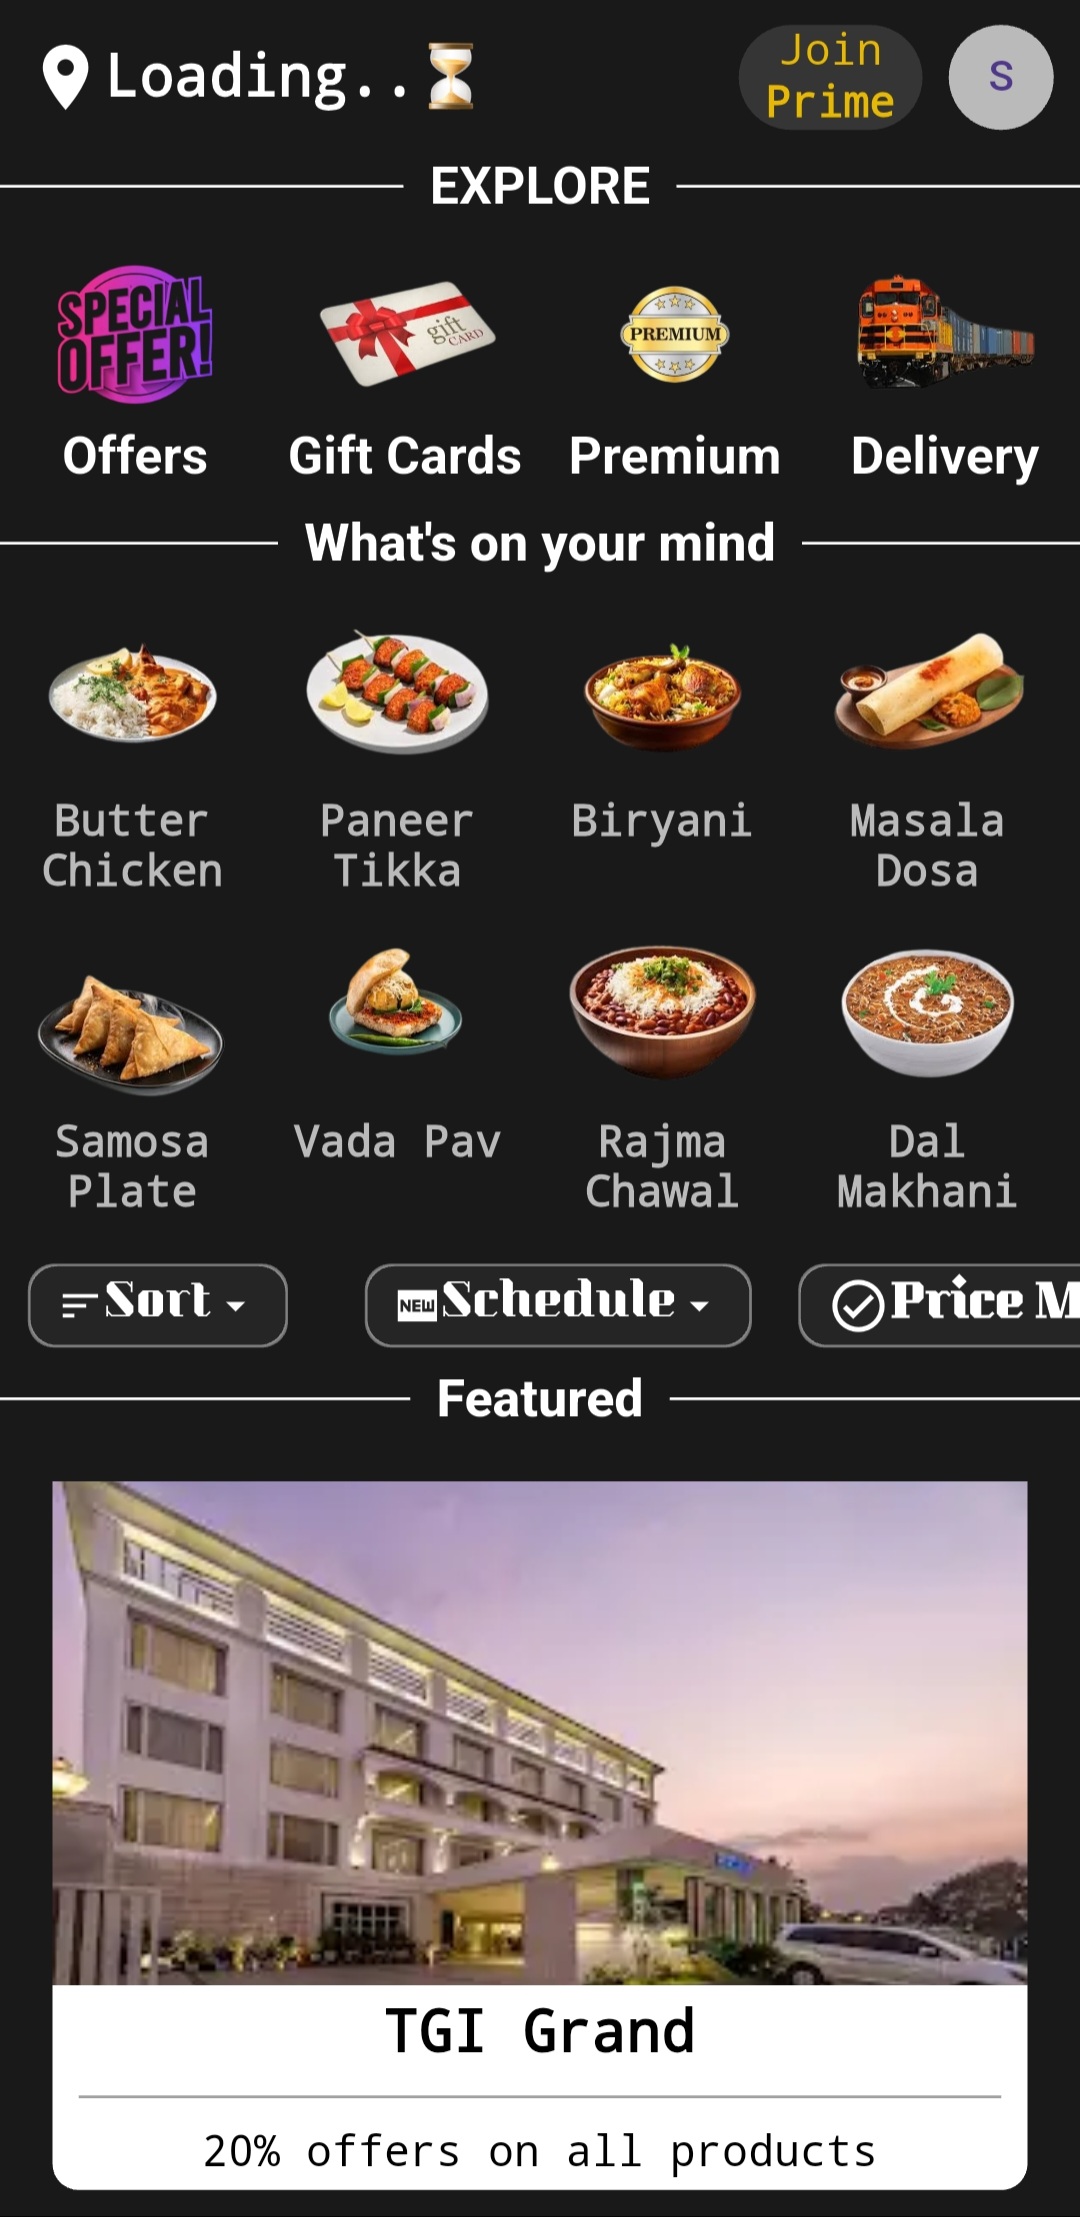 Loading..⏳
Join
Prime
S
EXPLORE
SPECIAL
OFFER!
gift
CARD
PREMIUM
Offers
Gift Cards
Premium
Delivery
What's on your mind
Butter
Chicken
Paneer
Tikka
Biryani
Masala
Dosa
Samosa
Plate
Vada Pav
Rajma
Chawal
Dal
Makhani
Sort
NEW Schedule
Price M
Featured
TGI Grand
20% offers on all products